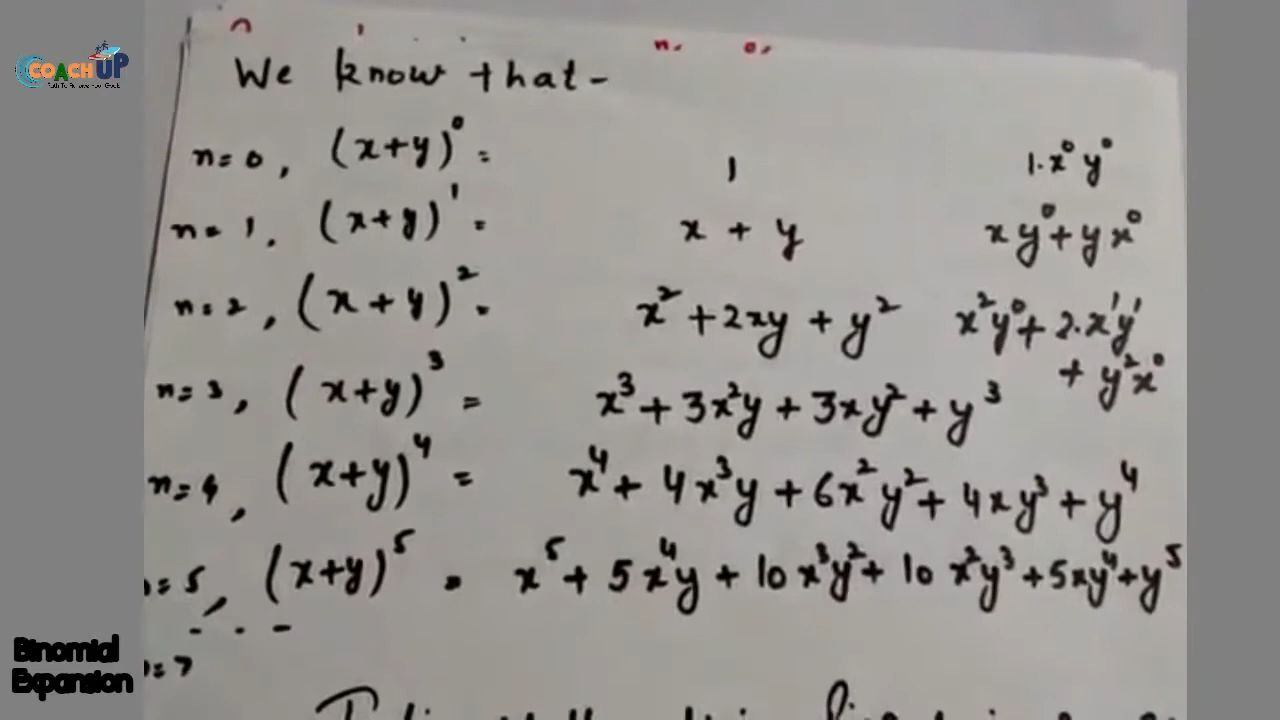 COACHUP
We know that-
n=0, (x+y)⁰ = 1 1.x⁰y⁰
n=1, (x+y)¹ = x + y xy⁰+yx⁰
n=2, (x+y)² = x²+2xy+y² x²y⁰+2.x¹y¹
+ y²x⁰
n=3, (x+y)³ = x³+3x²y+3xy²+y³
n=4, (x+y)⁴ = x⁴+4x³y+6x²y²+4xy³+y⁴
=5, (x+y)⁵ = x⁵+5x⁴y+10x³y²+10x²y³+5xy⁴+y⁵
- . -
Binomial
Expansion